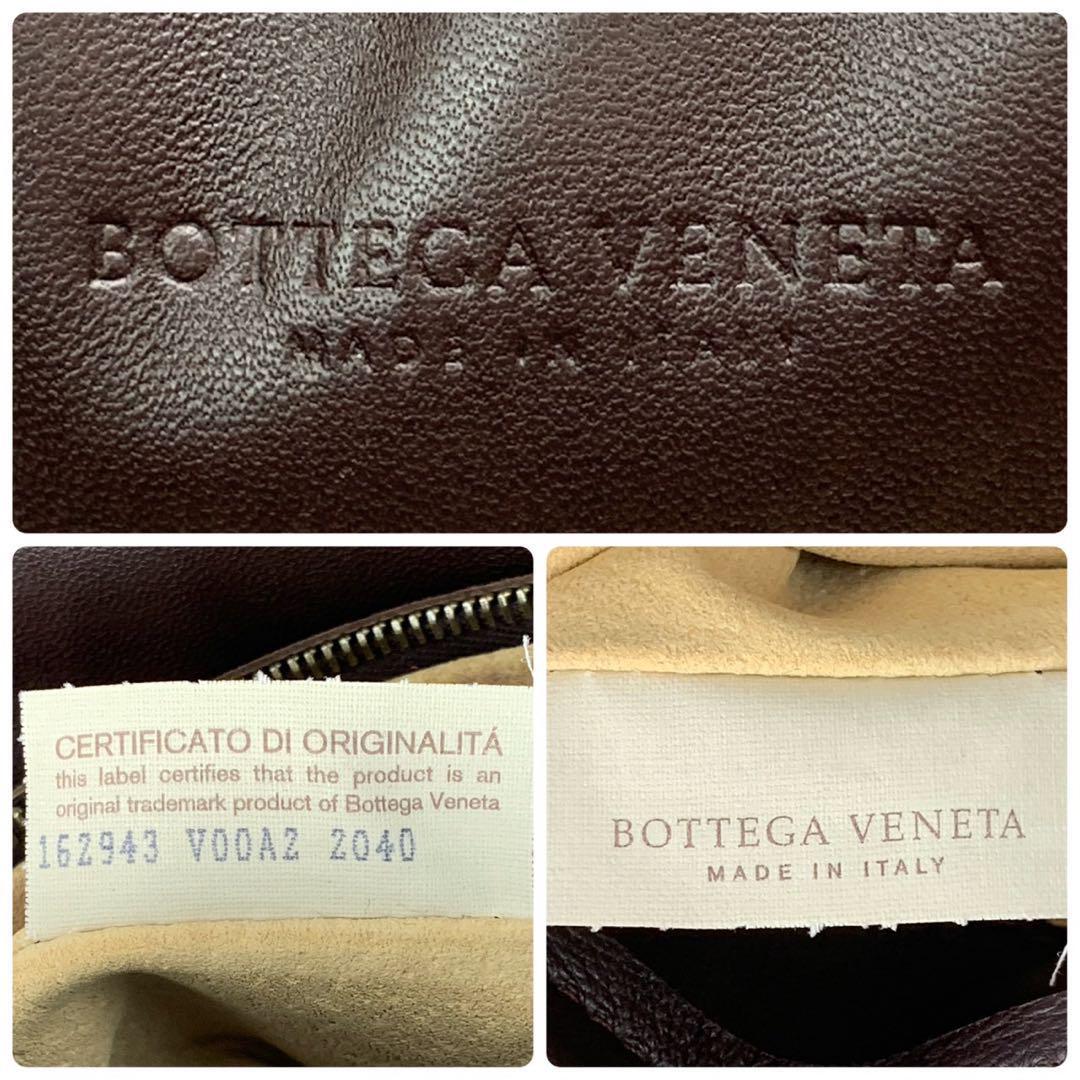 BOTTEGA VENETA
MADE IN ITALY
CERTIFICATO DI ORIGINALITÁ
this label certifies that the product is an
original trademark product of Bottega Veneta
162943 V00A2 2040
BOTTEGA VENETA
MADE IN ITALY